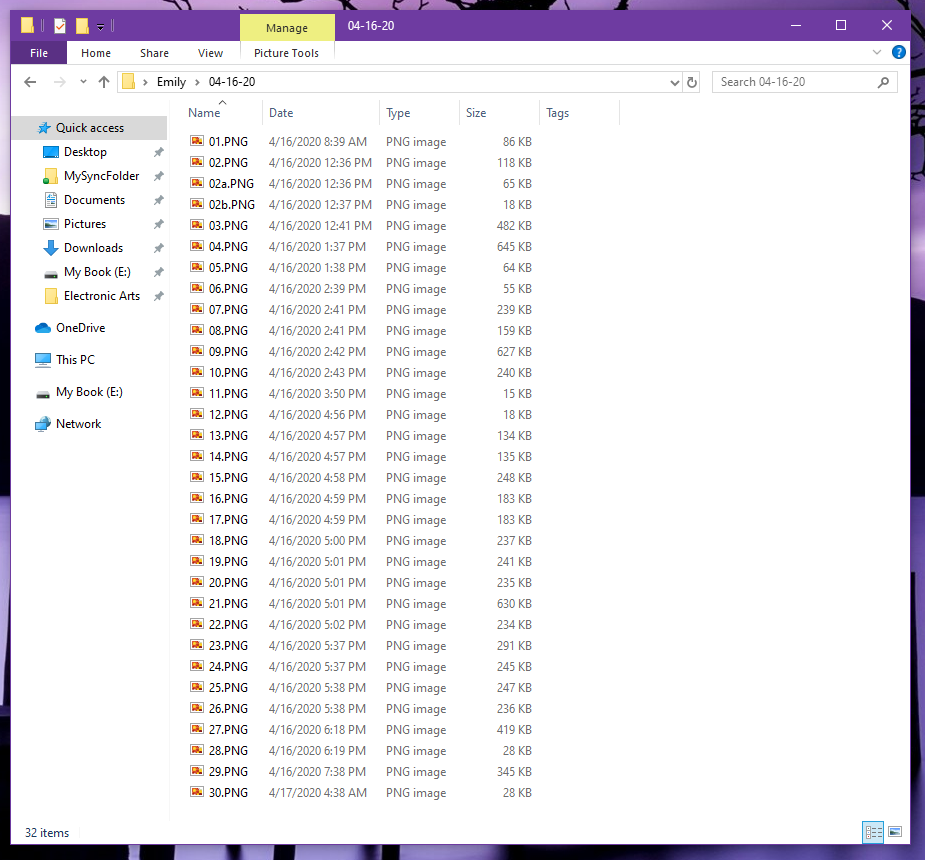 Manage 04-16-20
File Home Share View Picture Tools
Emily 04-16-20 Search 04-16-20
Name Date Type Size Tags
Quick access
Desktop
MySyncFolder
Documents
Pictures
Downloads
My Book (E:)
Electronic Arts
OneDrive
This PC
My Book (E:)
Network
01.PNG 4/16/2020 8:39 AM PNG image 86 KB
02.PNG 4/16/2020 12:36 PM PNG image 118 KB
02a.PNG 4/16/2020 12:36 PM PNG image 65 KB
02b.PNG 4/16/2020 12:37 PM PNG image 18 KB
03.PNG 4/16/2020 12:41 PM PNG image 482 KB
04.PNG 4/16/2020 1:37 PM PNG image 645 KB
05.PNG 4/16/2020 1:38 PM PNG image 64 KB
06.PNG 4/16/2020 2:39 PM PNG image 55 KB
07.PNG 4/16/2020 2:41 PM PNG image 239 KB
08.PNG 4/16/2020 2:41 PM PNG image 159 KB
09.PNG 4/16/2020 2:42 PM PNG image 627 KB
10.PNG 4/16/2020 2:43 PM PNG image 240 KB
11.PNG 4/16/2020 3:50 PM PNG image 15 KB
12.PNG 4/16/2020 4:56 PM PNG image 18 KB
13.PNG 4/16/2020 4:57 PM PNG image 134 KB
14.PNG 4/16/2020 4:57 PM PNG image 135 KB
15.PNG 4/16/2020 4:58 PM PNG image 248 KB
16.PNG 4/16/2020 4:59 PM PNG image 183 KB
17.PNG 4/16/2020 4:59 PM PNG image 183 KB
18.PNG 4/16/2020 5:00 PM PNG image 237 KB
19.PNG 4/16/2020 5:01 PM PNG image 241 KB
20.PNG 4/16/2020 5:01 PM PNG image 235 KB
21.PNG 4/16/2020 5:01 PM PNG image 630 KB
22.PNG 4/16/2020 5:02 PM PNG image 234 KB
23.PNG 4/16/2020 5:37 PM PNG image 291 KB
24.PNG 4/16/2020 5:37 PM PNG image 245 KB
25.PNG 4/16/2020 5:38 PM PNG image 247 KB
26.PNG 4/16/2020 5:38 PM PNG image 236 KB
27.PNG 4/16/2020 6:18 PM PNG image 419 KB
28.PNG 4/16/2020 6:19 PM PNG image 28 KB
29.PNG 4/16/2020 7:38 PM PNG image 345 KB
30.PNG 4/17/2020 4:38 AM PNG image 28 KB
32 items